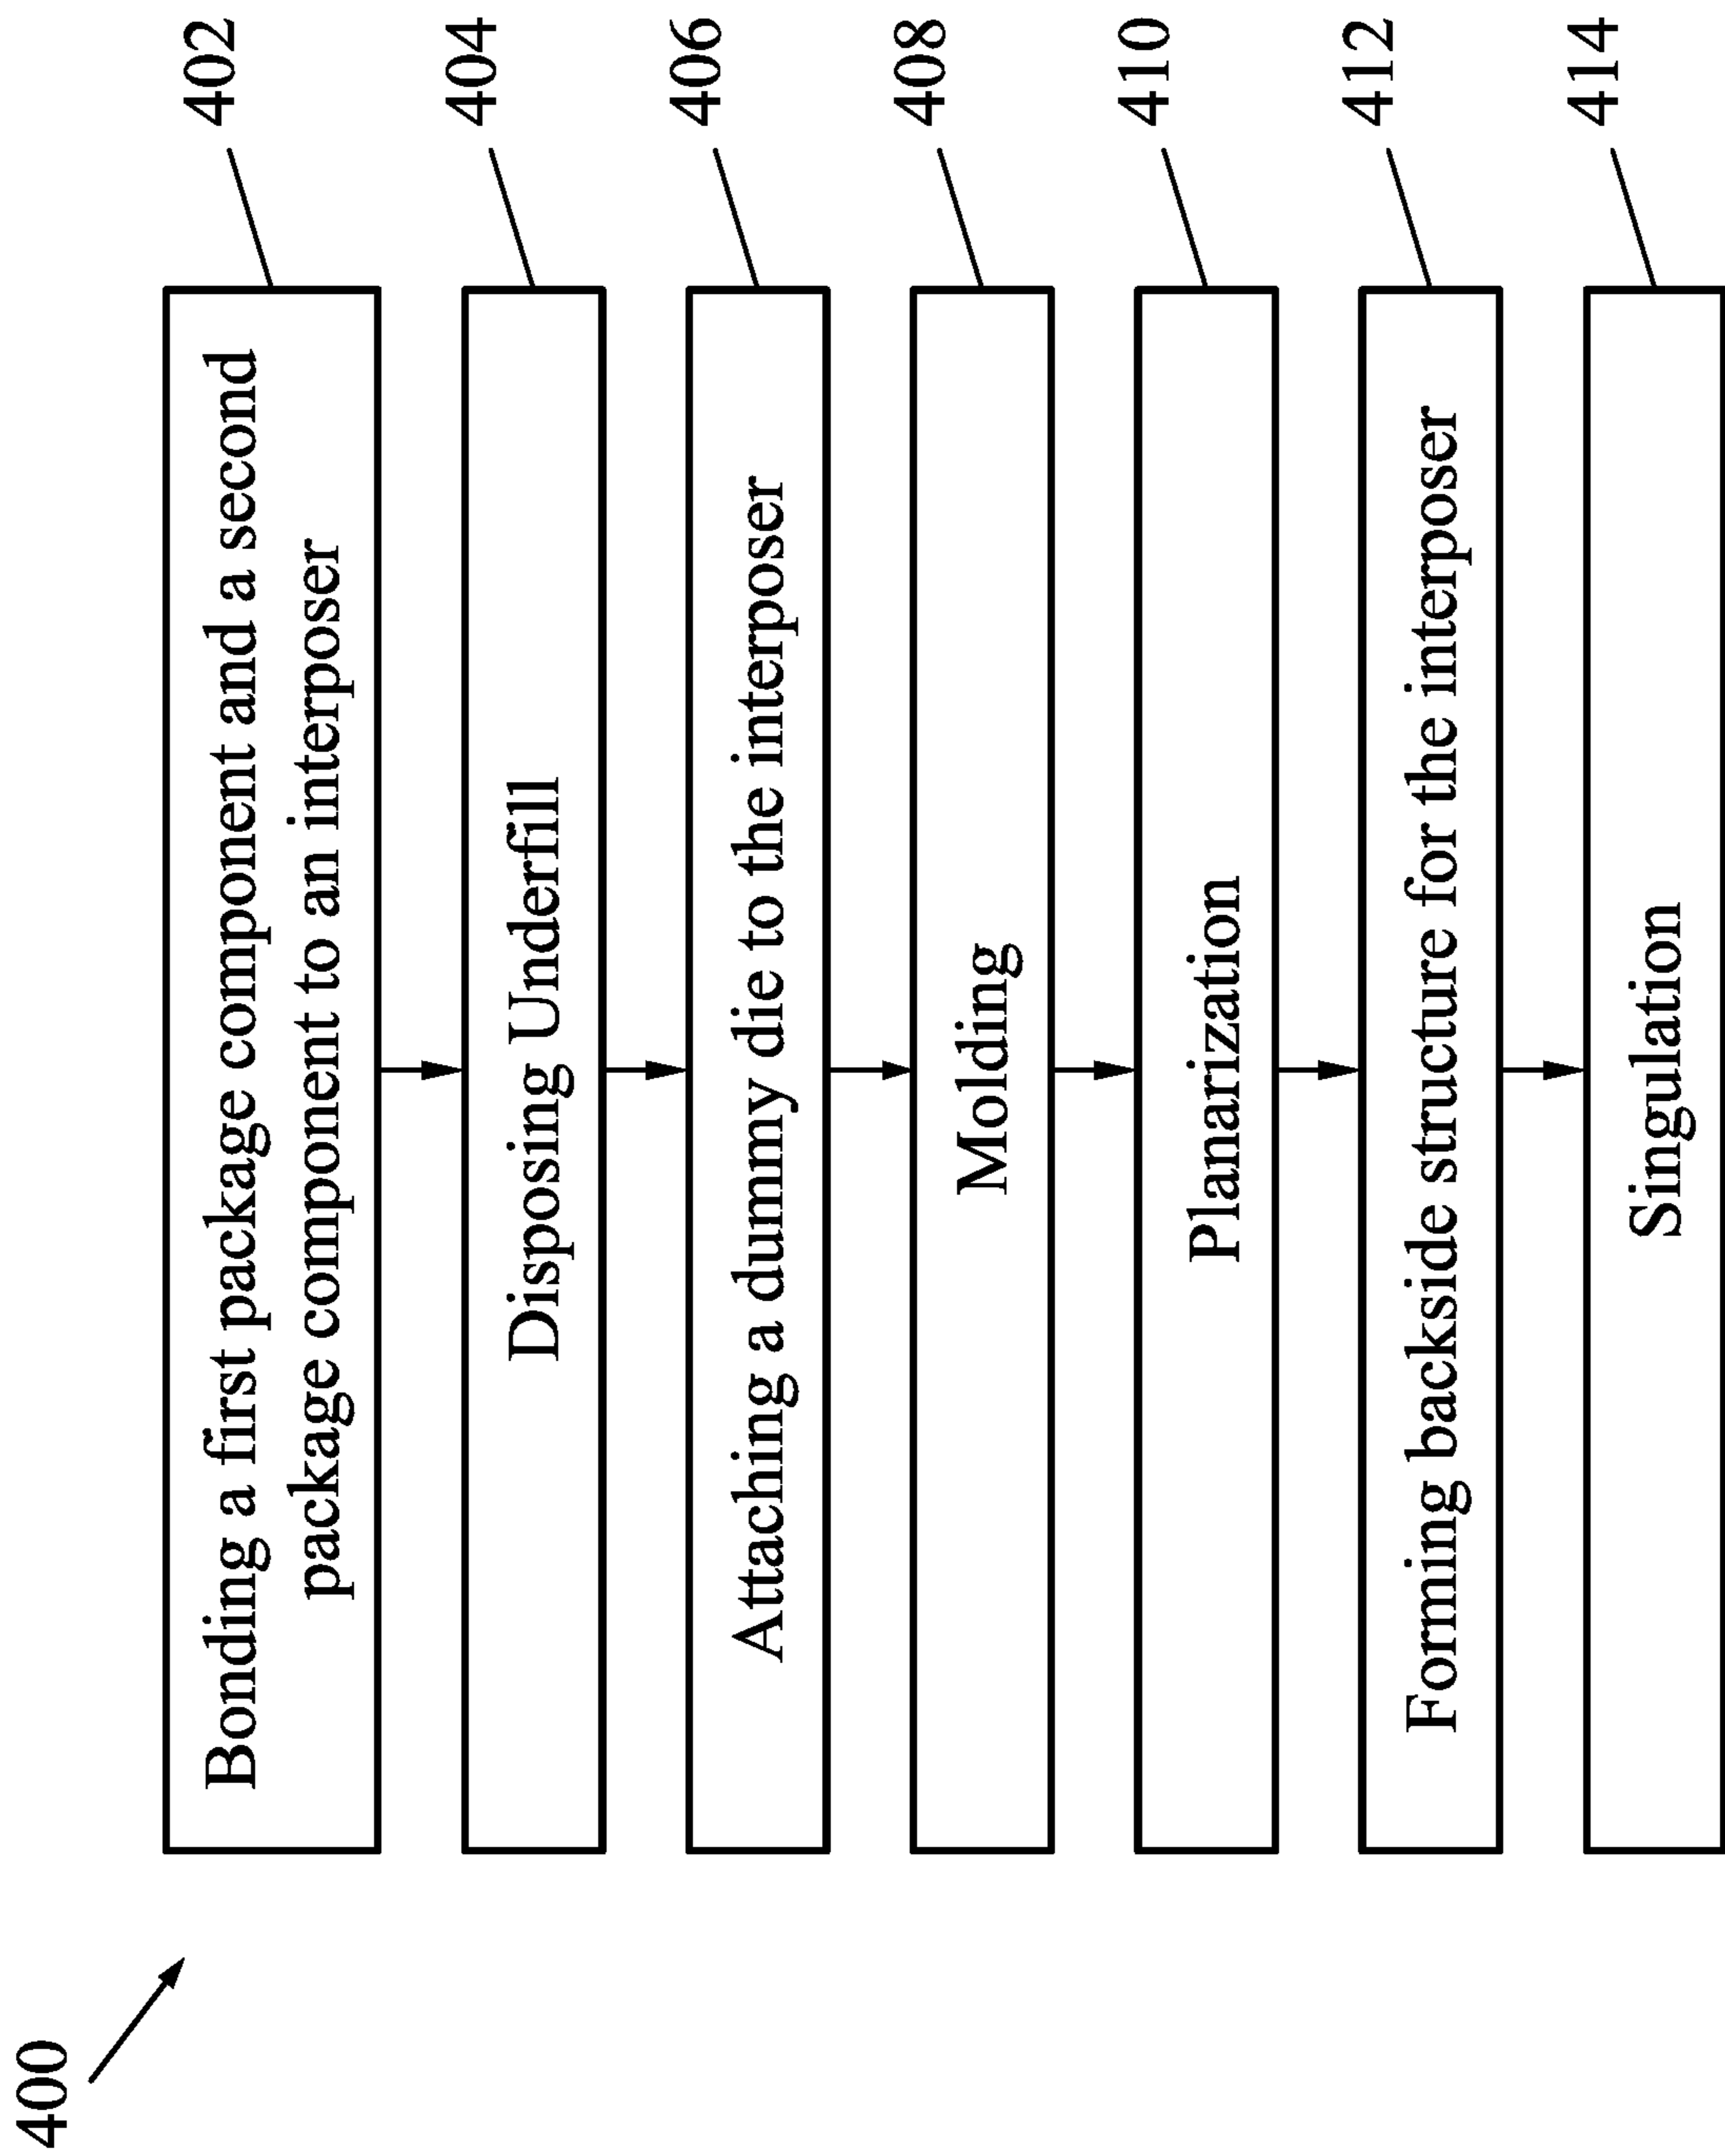 400
Bonding a first package component and a second
package component to an interposer
402
Disposing Underfill
404
Attaching a dummy die to the interposer
406
Molding
408
Planarization
410
Forming backside structure for the interposer
412
Singulation
414